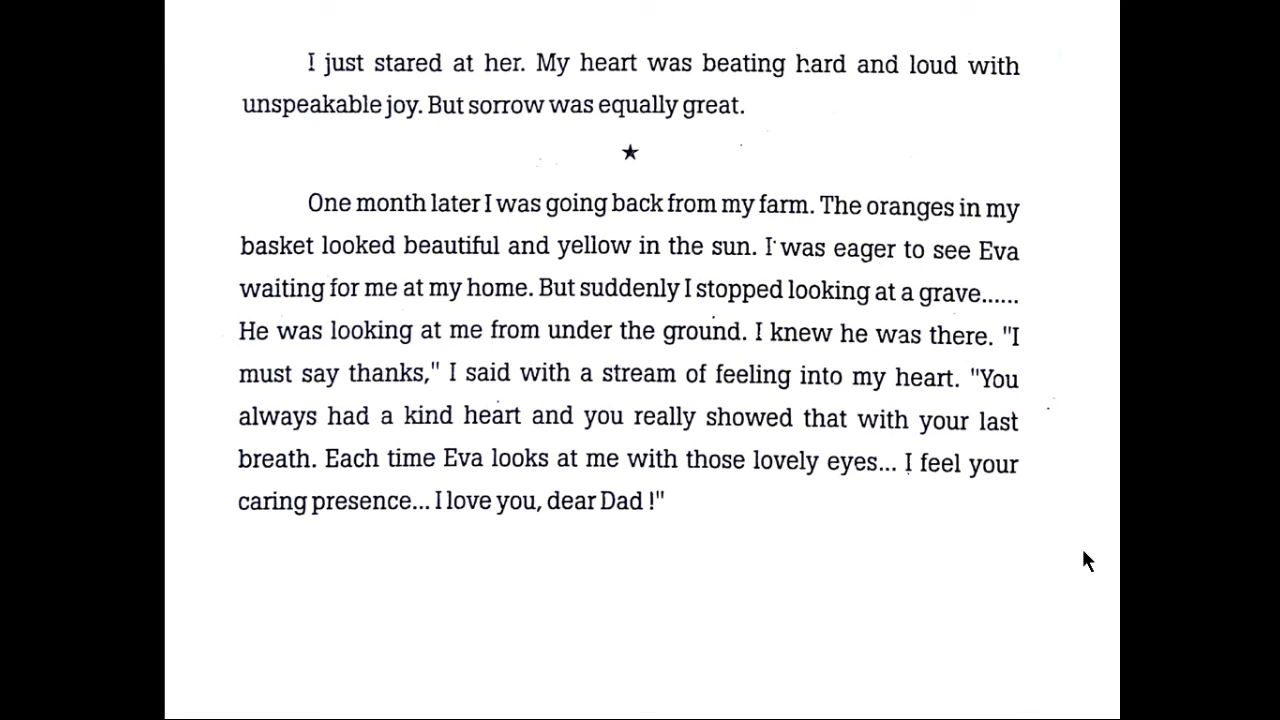 I just stared at her. My heart was beating hard and loud with
unspeakable joy. But sorrow was equally great.
★
One month later I was going back from my farm. The oranges in my
basket looked beautiful and yellow in the sun. I was eager to see Eva
waiting for me at my home. But suddenly I stopped looking at a grave......
He was looking at me from under the ground. I knew he was there. "I
must say thanks," I said with a stream of feeling into my heart. "You
always had a kind heart and you really showed that with your last
breath. Each time Eva looks at me with those lovely eyes... I feel your
caring presence... I love you, dear Dad !"